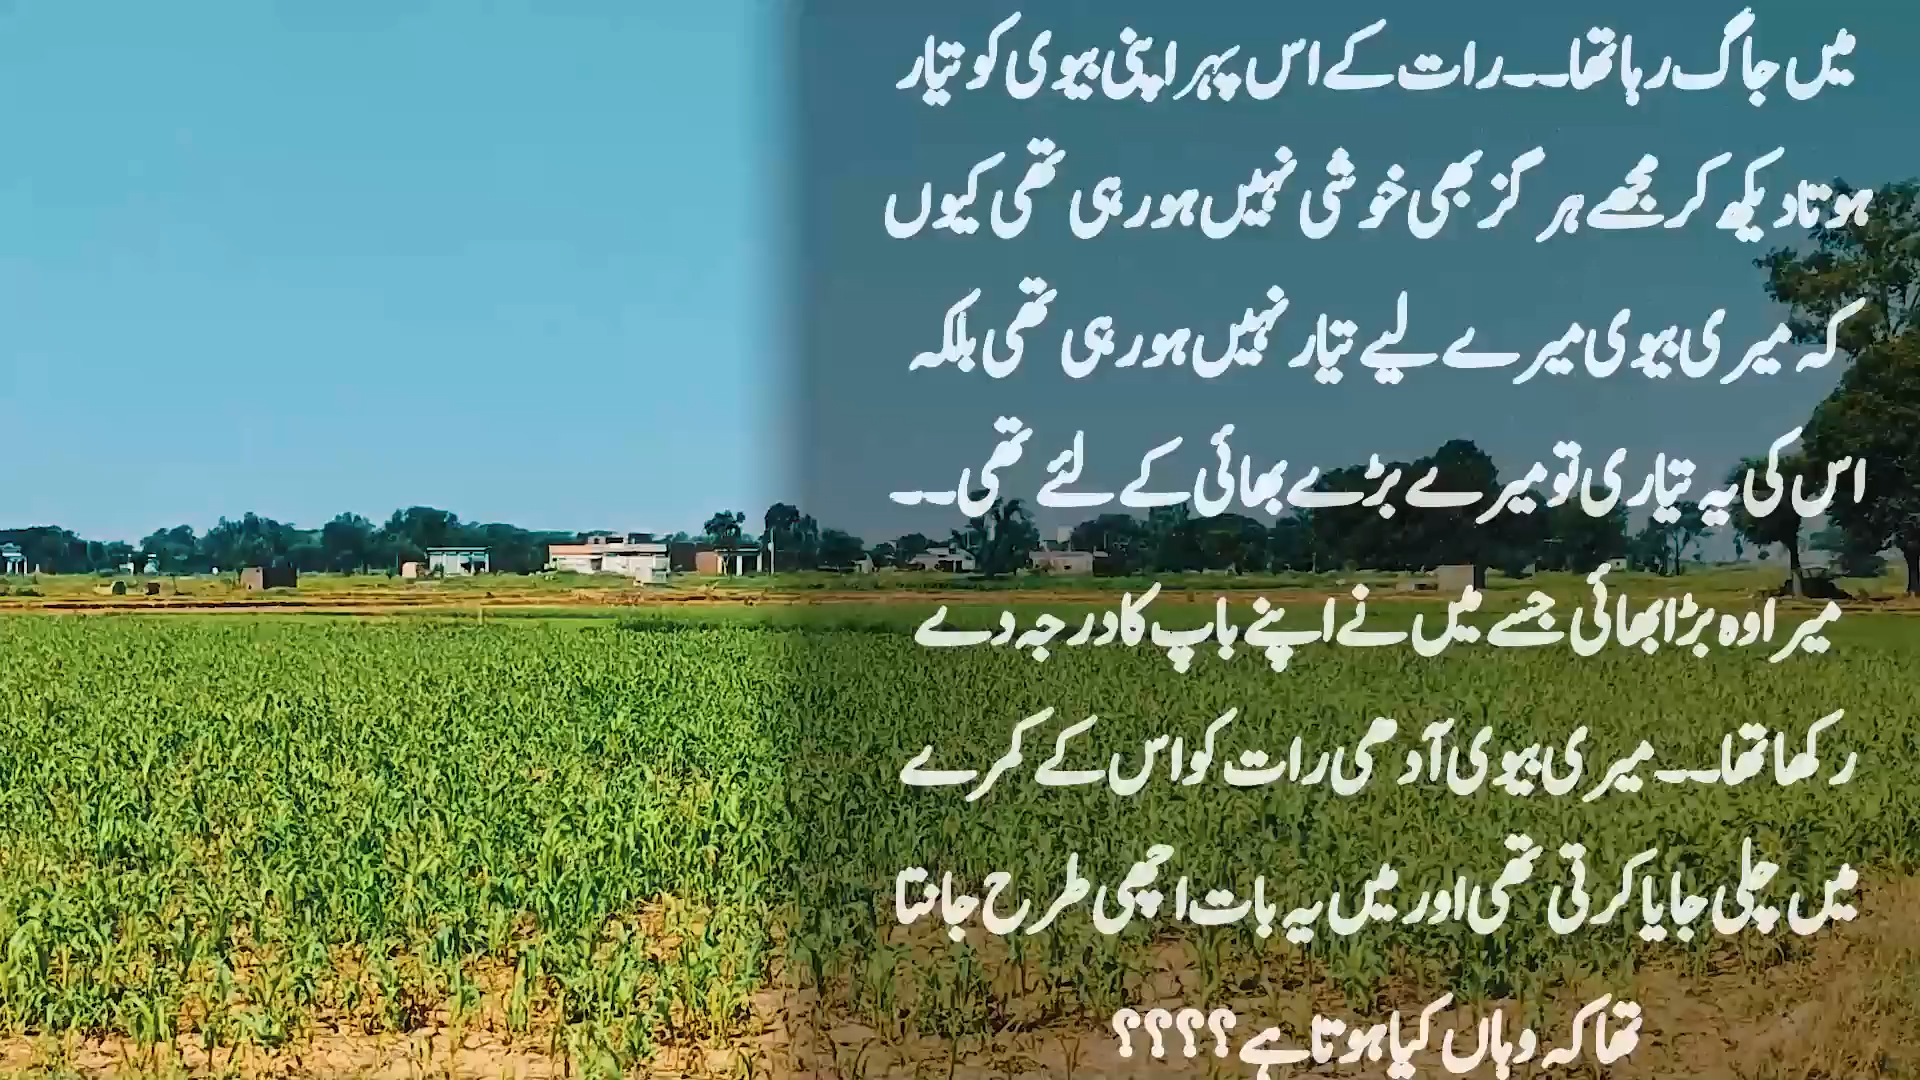 میں جاگ رہا تھا۔۔رات کے اس پہر اپنی بیوی کو تیار
ہوتا دیکھ کر مجھے ہر گز بھی خوشی نہیں ہو رہی تھی کیوں
کہ میری بیوی میرے لیے تیار نہیں ہو رہی تھی بلکہ
اس کی یہ تیاری تو میرے بڑے بھائی کے لئے تھی۔۔
میرا وہ بڑا بھائی جسے میں نے اپنے باپ کا درجہ دے
رکھا تھا۔۔میری بیوی آدھی رات کو اس کے کمرے
میں چلی جایا کرتی تھی اور میں یہ بات اچھی طرح جانتا
تھا کہ وہاں کیا ہوتا ہے؟؟؟؟